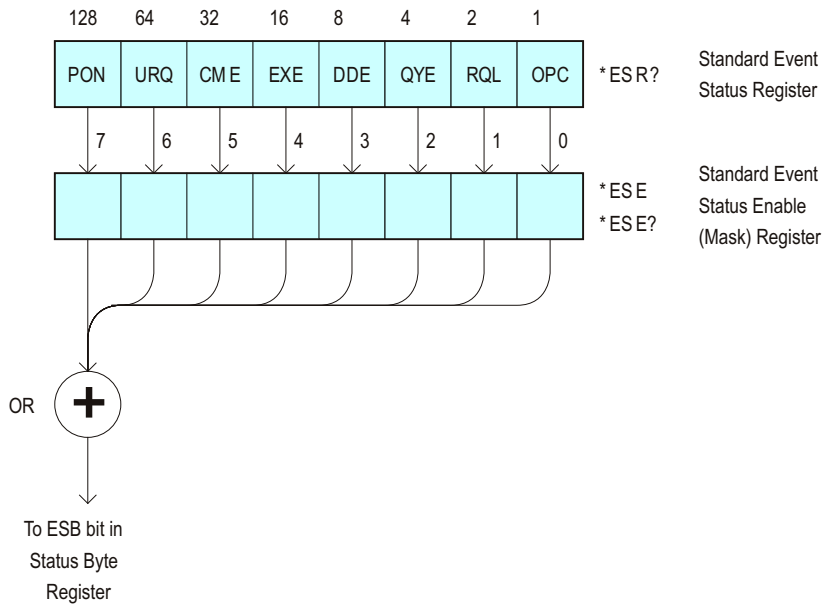 128 64 32 16 8 4 2 1
PON URQ CME EXE DDE QYE RQL OPC
*ESR?
Standard Event
Status Register
7 6 5 4 3 2 1 0
*ESE
*ESE?
Standard Event
Status Enable
(Mask) Register
OR
+
To ESB bit in
Status Byte
Register